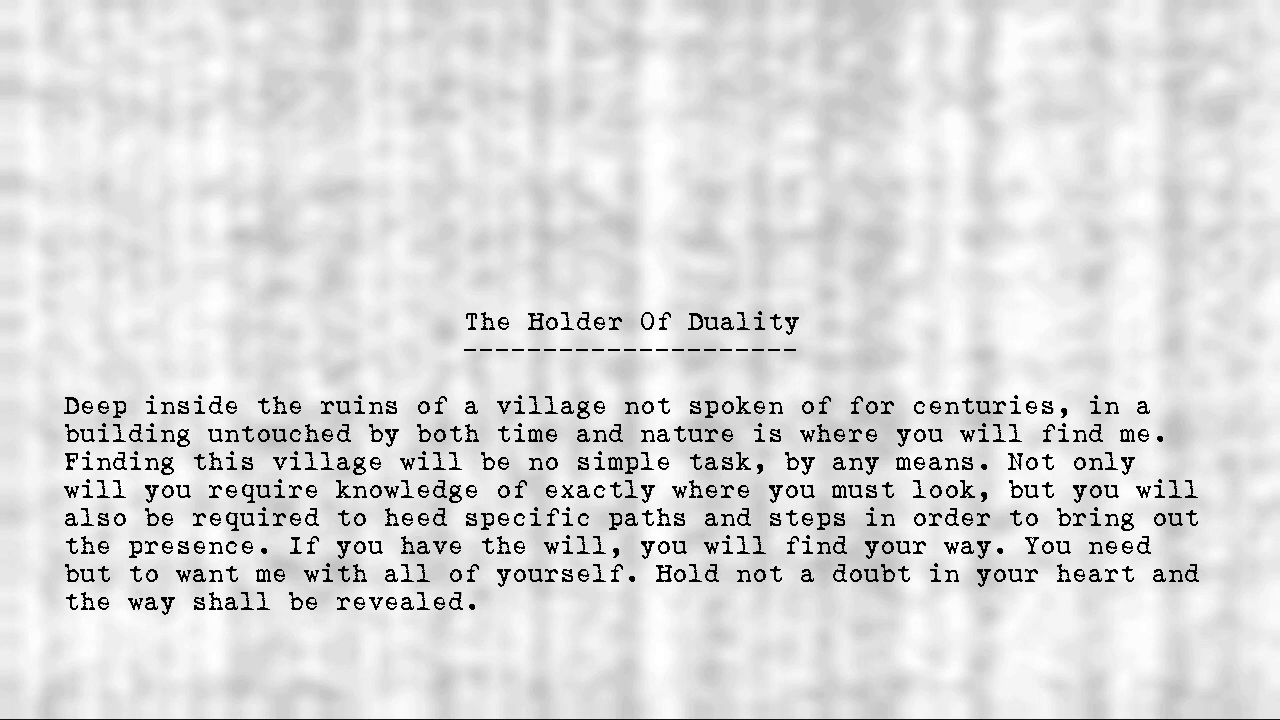 The Holder Of Duality
---------------------
Deep inside the ruins of a village not spoken of for centuries, in a
building untouched by both time and nature is where you will find me.
Finding this village will be no simple task, by any means. Not only
will you require knowledge of exactly where you must look, but you will
also be required to heed specific paths and steps in order to bring out
the presence. If you have the will, you will find your way. You need
but to want me with all of yourself. Hold not a doubt in your heart and
the way shall be revealed.